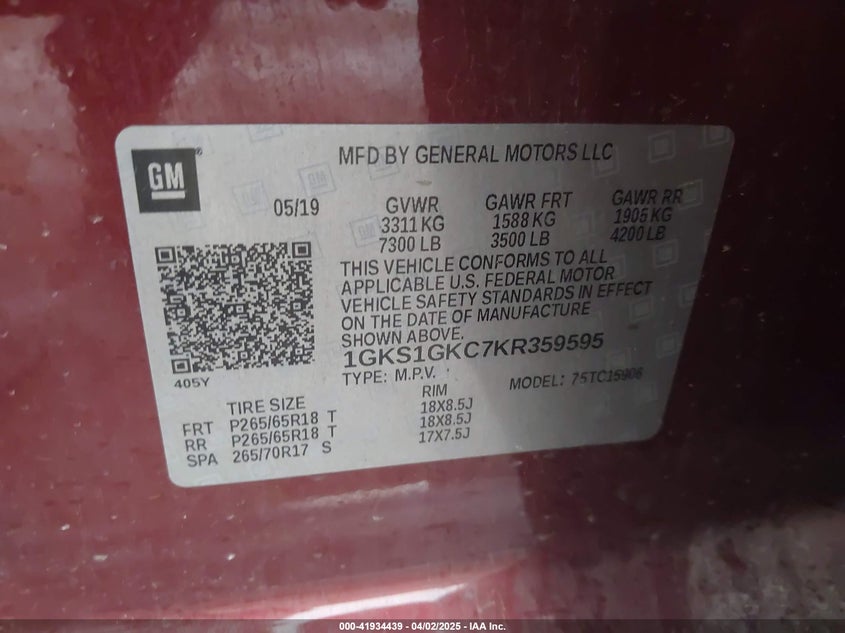 GM
MFD BY GENERAL MOTORS LLC
05/19
GVWR
3311 KG
7300 LB
GAWR FRT
1588 KG
3500 LB
GAWR RR
1905 KG
4200 LB
THIS VEHICLE CONFORMS TO ALL
APPLICABLE U.S. FEDERAL MOTOR
VEHICLE SAFETY STANDARDS IN EFFECT
ON THE DATE OF MANUFACTURE
SHOWN ABOVE.
1GKS1GKC7KR359595
TYPE: M.P.V. MODEL: 75TC15906
405Y
TIRE SIZE RIM
FRT P265/65R18 T 18X8.5J
RR P265/65R18 T 18X8.5J
SPA 265/70R17 S 17X7.5J
000-41934439 - 04/02/2025 - IAA Inc.